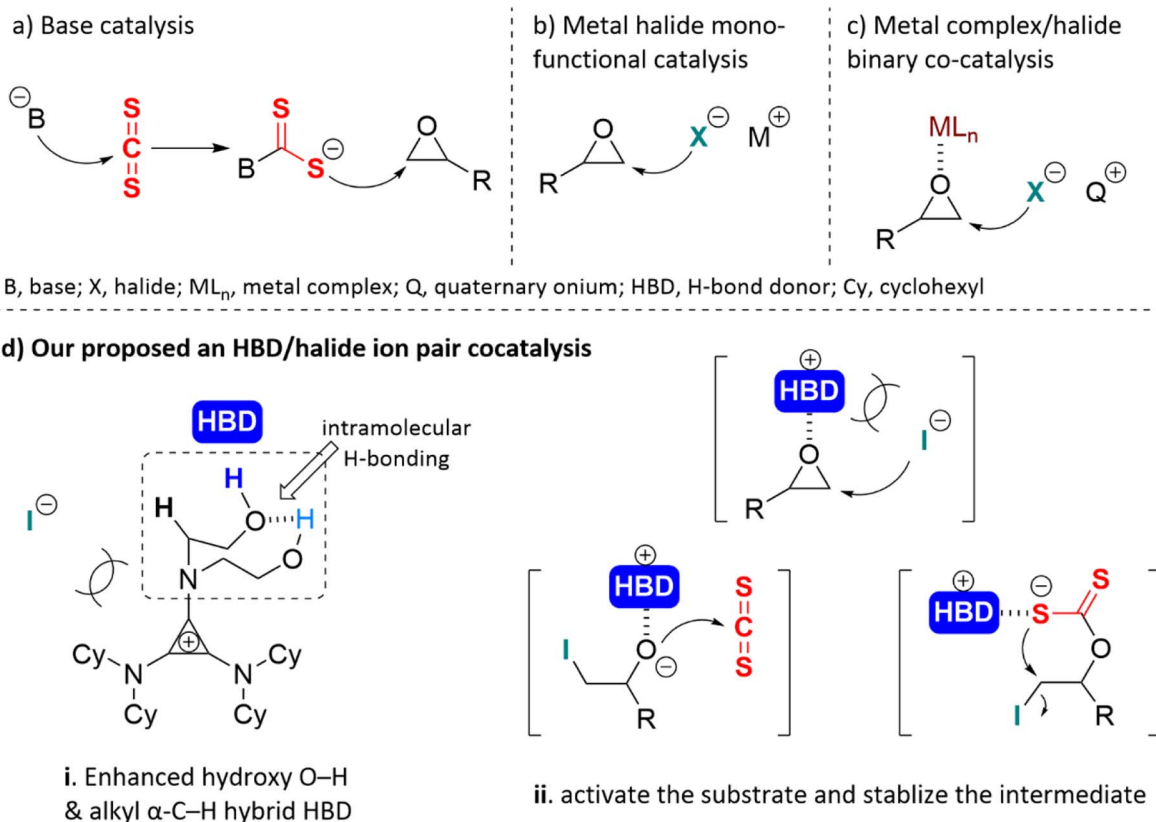 a) Base catalysis
b) Metal halide mono-
functional catalysis
c) Metal complex/halide
binary co-catalysis
⊖
B
S
C
S
S
B
S
⊖
O
R
O
R
X
⊖
M
⊕
MLn
O
R
X
⊖
Q
⊕
B, base; X, halide; MLn, metal complex; Q, quaternary onium; HBD, H-bond donor; Cy, cyclohexyl
d) Our proposed an HBD/halide ion pair cocatalysis
HBD
intramolecular
H-bonding
I
⊖
H
H
O
H
O
N
⊕
Cy
N
Cy
Cy
N
Cy
i. Enhanced hydroxy O–H
& alkyl α-C–H hybrid HBD
⊕
HBD
O
R
I
⊖
⊕
HBD
O
⊖
I
R
S
C
S
⊕
HBD
⊖
S
S
O
I
R
ii. activate the substrate and stablize the intermediate